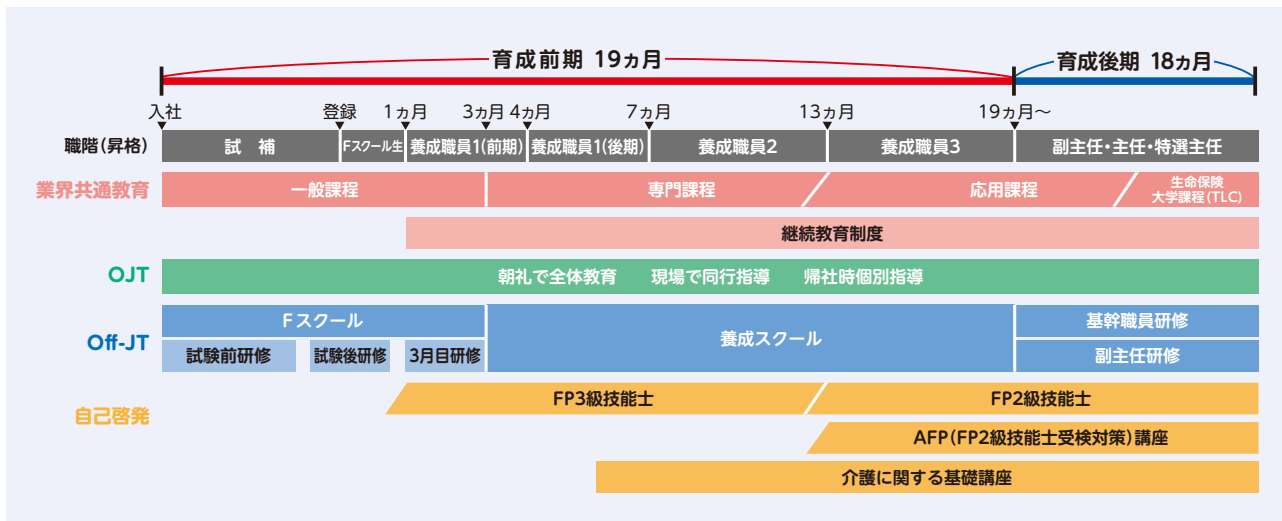 育成前期 19ヵ月
育成後期 18ヵ月
入社
登録
1ヵ月
3ヵ月
4ヵ月
7ヵ月
13ヵ月
19ヵ月～
職階(昇格)
試 補
Fスクール生
養成職員1(前期)
養成職員1(後期)
養成職員2
養成職員3
副主任・主任・特選主任
業界共通教育
一般課程
専門課程
応用課程
生命保険
大学課程(TLC)
継続教育制度
OJT
朝礼で全体教育
現場で同行指導
帰社時個別指導
Off-JT
Fスクール
養成スクール
基幹職員研修
試験前研修
試験後研修
3月目研修
副主任研修
自己啓発
FP3級技能士
FP2級技能士
AFP(FP2級技能士受検対策)講座
介護に関する基礎講座